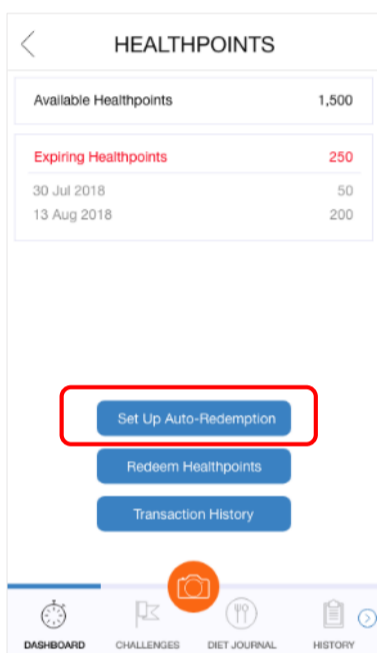 HEALTHPOINTS
Available Healthpoints 1,500
Expiring Healthpoints 250
30 Jul 2018 50
13 Aug 2018 200
Set Up Auto-Redemption
Redeem Healthpoints
Transaction History
DASHBOARD CHALLENGES DIET JOURNAL HISTORY